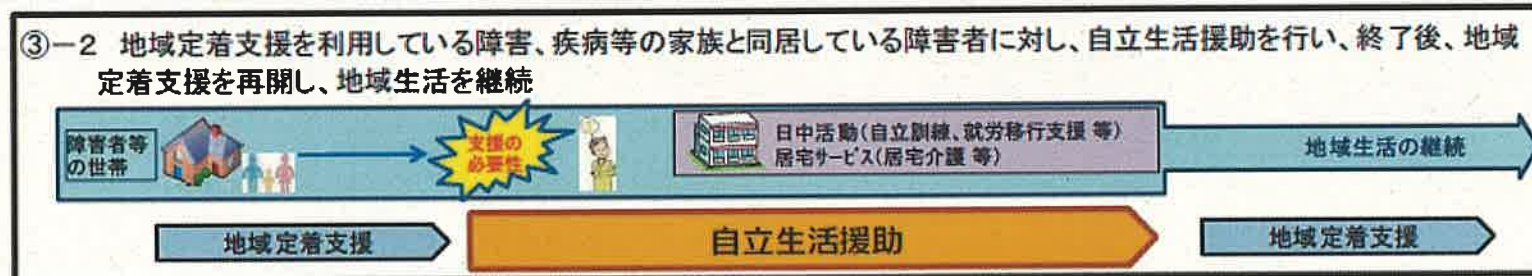 ③－2 地域定着支援を利用している障害、疾病等の家族と同居している障害者に対し、自立生活援助を行い、終了後、地域
定着支援を再開し、地域生活を継続
障害者等
の世帯
支援の
必要性
日中活動(自立訓練、就労移行支援 等)
居宅サービス(居宅介護 等)
地域生活の継続
地域定着支援
自立生活援助
地域定着支援